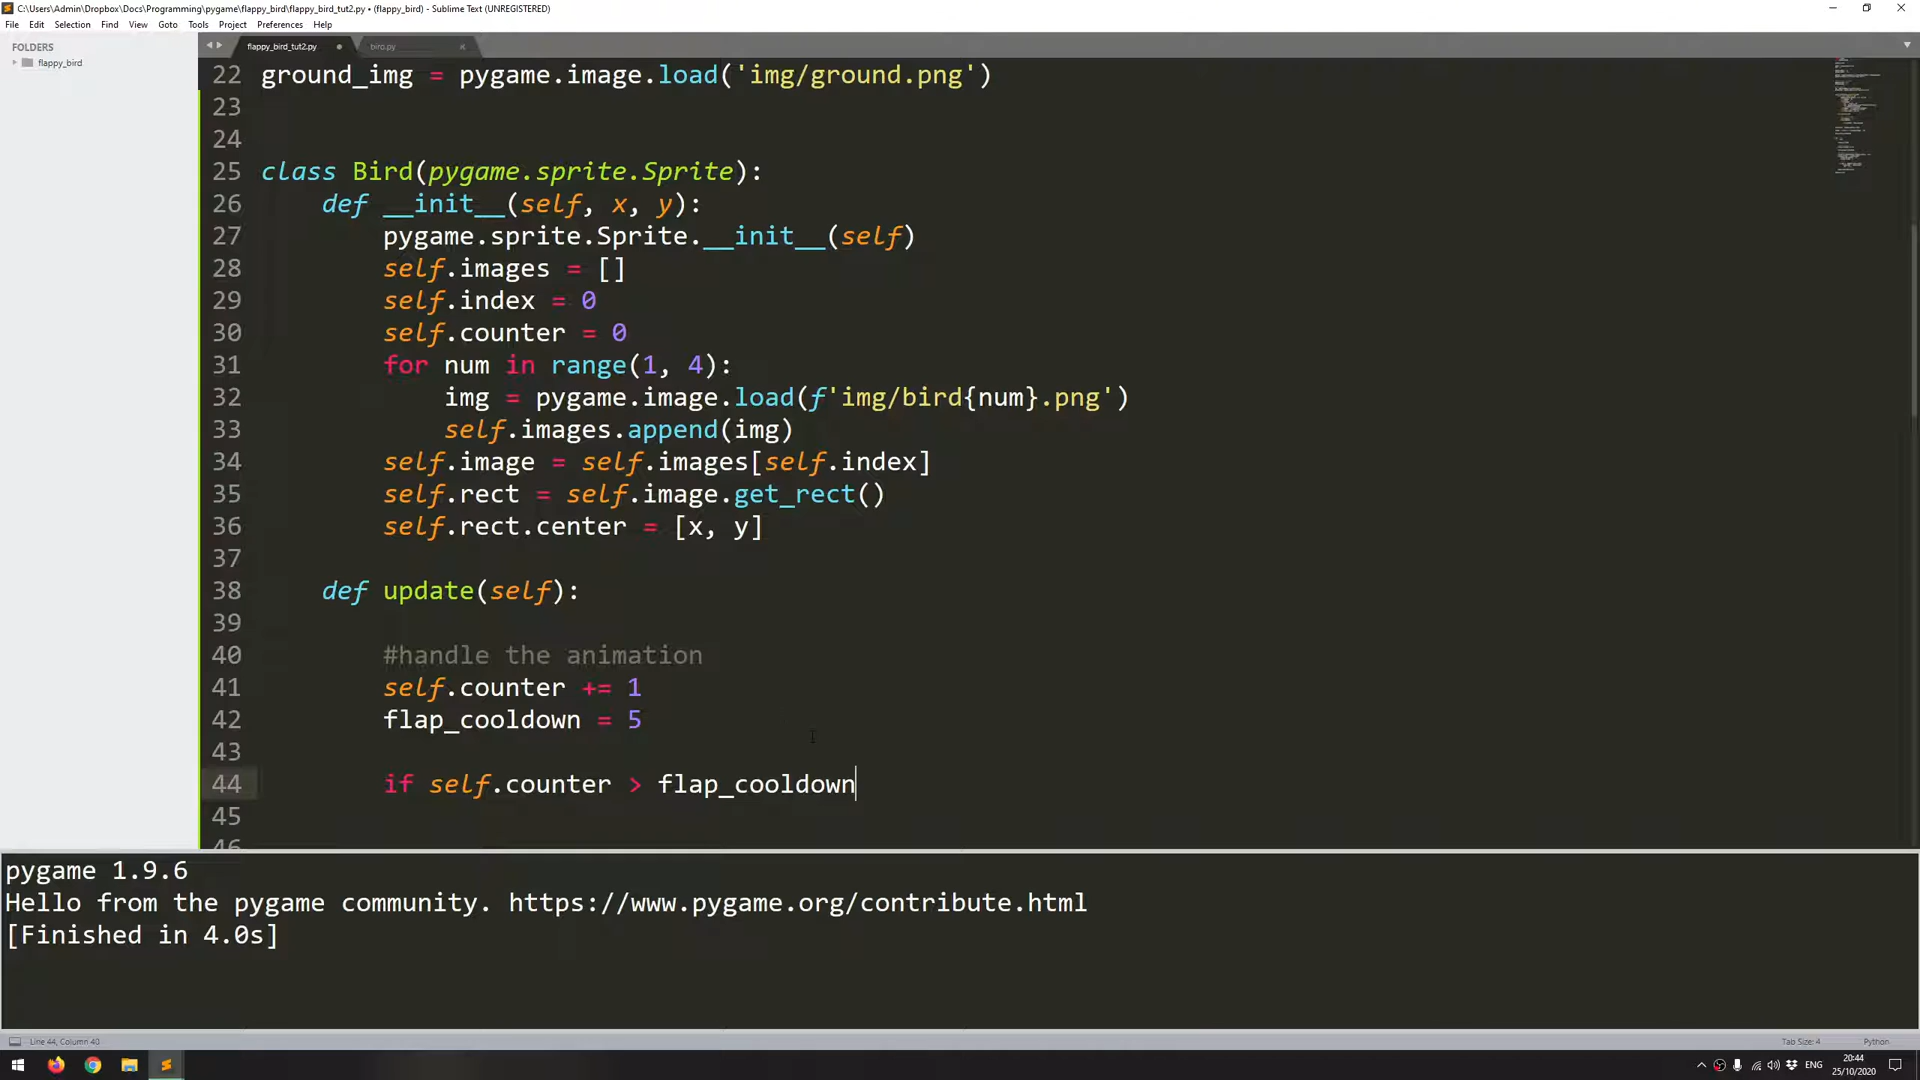 C:\Users\Admin\Dropbox\Docs\Programming\pygame\flappy_bird\flappy_bird_tut2.py • (flappy_bird) - Sublime Text (UNREGISTERED)
File Edit Selection Find View Goto Tools Project Preferences Help
FOLDERS
flappy_bird
flappy_bird_tut2.py
biro.py
22 ground_img = pygame.image.load('img/ground.png')
23
24
25 class Bird(pygame.sprite.Sprite):
26 def __init__(self, x, y):
27 pygame.sprite.Sprite.__init__(self)
28 self.images = []
29 self.index = 0
30 self.counter = 0
31 for num in range(1, 4):
32 img = pygame.image.load(f'img/bird{num}.png')
33 self.images.append(img)
34 self.image = self.images[self.index]
35 self.rect = self.image.get_rect()
36 self.rect.center = [x, y]
37
38 def update(self):
39
40 #handle the animation
41 self.counter += 1
42 flap_cooldown = 5
43
44 if self.counter > flap_cooldown
45
46
pygame 1.9.6
Hello from the pygame community. https://www.pygame.org/contribute.html
[Finished in 4.0s]
Line 44, Column 40
Tab Size: 4
Python
ENG
20:44
25/10/2020